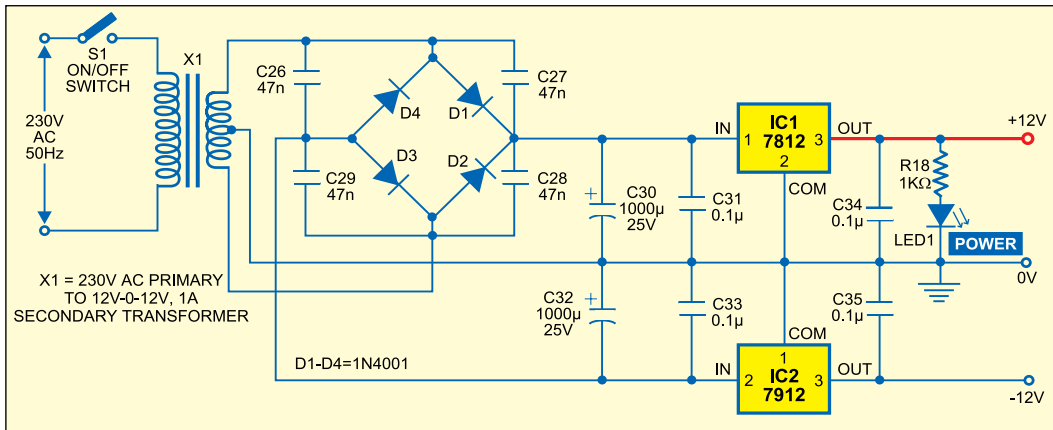 S1
ON/OFF
SWITCH
X1
230V
AC
50Hz
X1 = 230V AC PRIMARY
TO 12V-0-12V, 1A
SECONDARY TRANSFORMER
C26
47n
C27
47n
D4
D1
D3
D2
C29
47n
C28
47n
D1-D4=1N4001
C30
1000µ
25V
+
C31
0.1µ
C32
1000µ
25V
+
C33
0.1µ
IN
1
IC1
7812
2
3
OUT
COM
C34
0.1µ
R18
1KΩ
LED1
POWER
+12V
0V
C35
0.1µ
COM
IN
2
1
IC2
7912
3
OUT
-12V